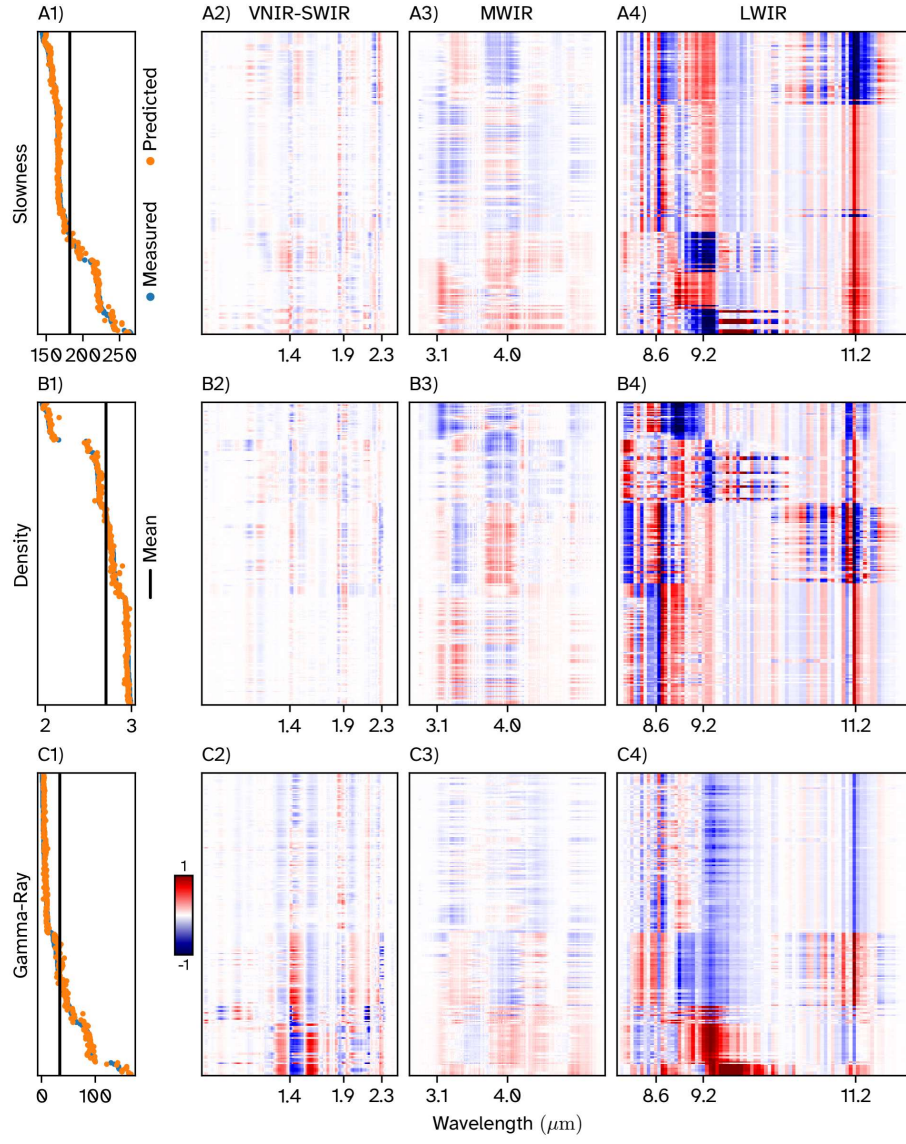 A1)
A2)
VNIR-SWIR
A3)
MWIR
A4)
LWIR
Slowness
Measured
Predicted
150 200 250
1.4 1.9 2.3
3.1 4.0
8.6 9.2 11.2
B1)
B2)
B3)
B4)
Density
Mean
2 3
1.4 1.9 2.3
3.1 4.0
8.6 9.2 11.2
C1)
C2)
C3)
C4)
Gamma-Ray
1
-1
0 100
1.4 1.9 2.3
3.1 4.0
8.6 9.2 11.2
Wavelength (μm)